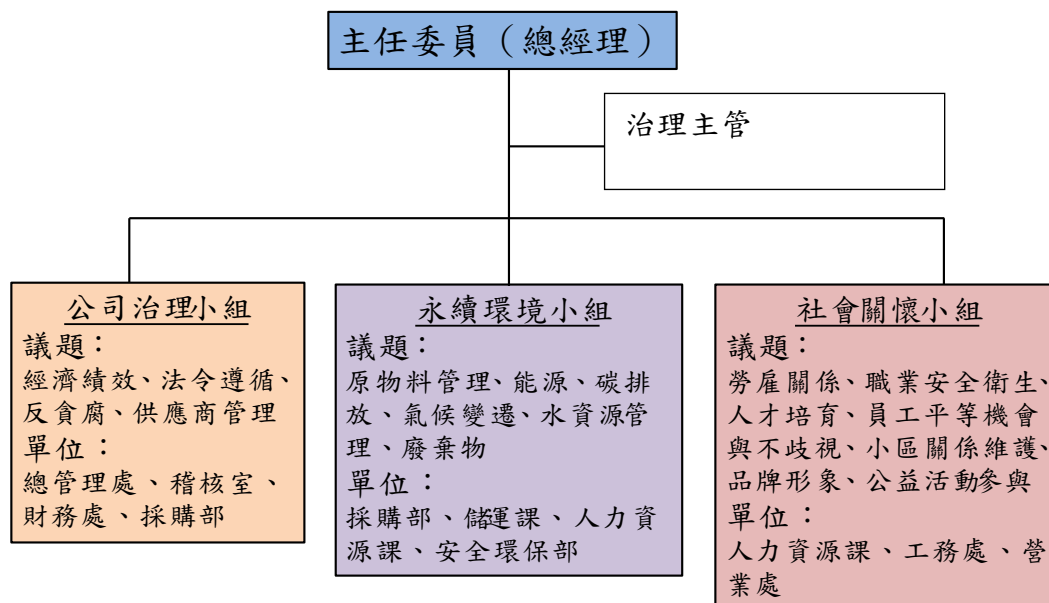 主任委員（總經理）
治理主管
公司治理小組
議題：
經濟績效、法令遵循、
反貪腐、供應商管理
單位：
總管理處、稽核室、
財務處、採購部
永續環境小組
議題：
原物料管理、能源、碳排
放、氣候變遷、水資源管
理、廢棄物
單位：
採購部、儲運課、人力資
源課、安全環保部
社會關懷小組
議題：
勞雇關係、職業安全衛生、
人才培育、員工平等機會
與不歧視、小區關係維護、
品牌形象、公益活動參與
單位：
人力資源課、工務處、營
業處